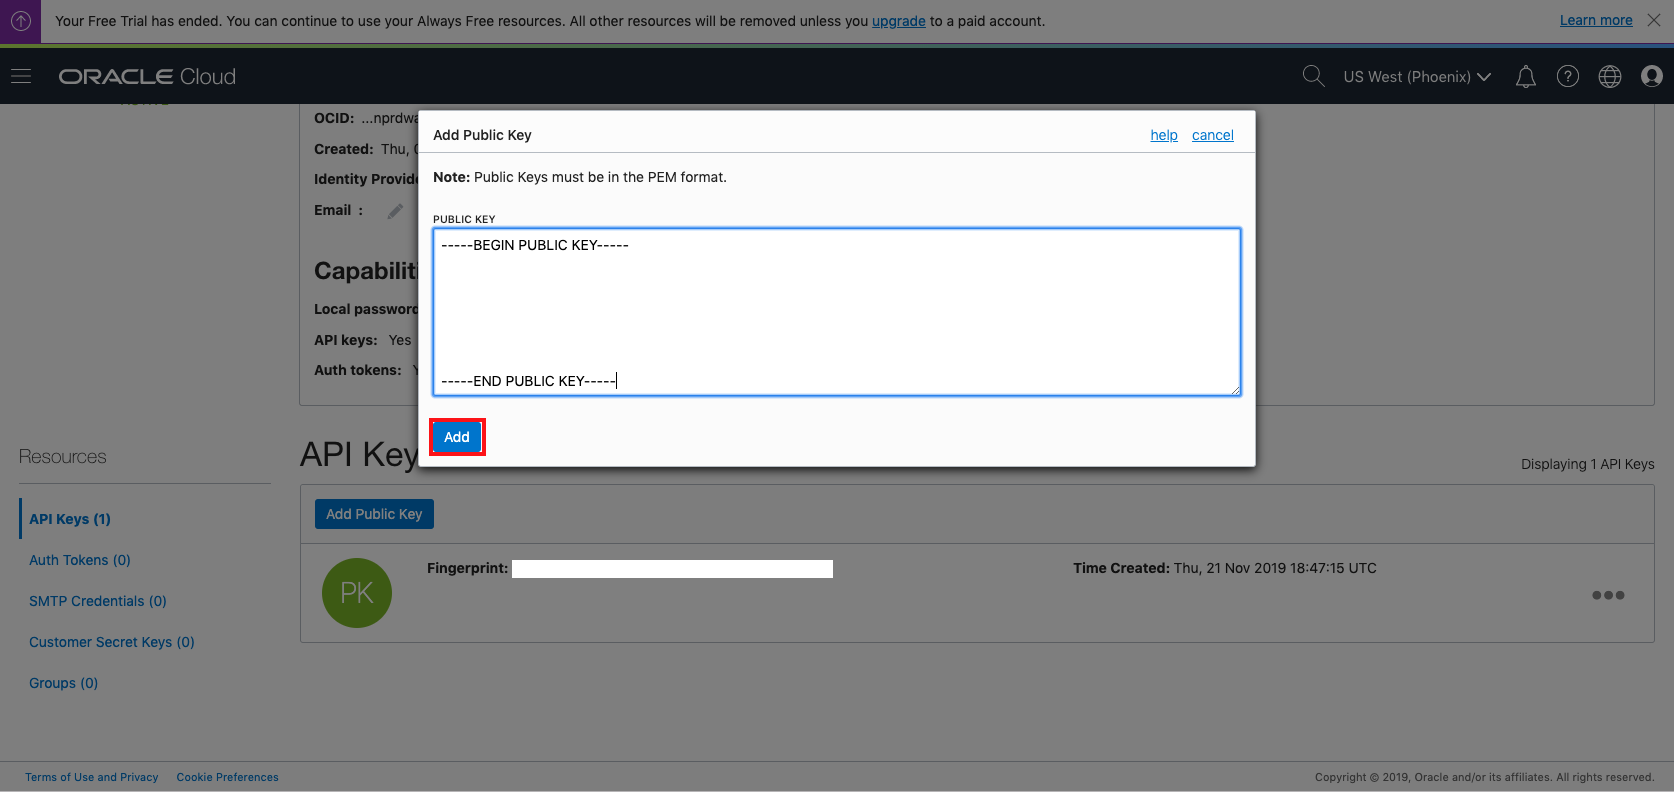 Your Free Trial has ended. You can continue to use your Always Free resources. All other resources will be removed unless you upgrade to a paid account.
Learn more
ORACLE Cloud
US West (Phoenix)
OCID: ...nprdwa
Created: Thu,
Identity Provide
Email :
Capabiliti
Local password
API keys: Yes
Auth tokens:
Add Public Key
help cancel
Note: Public Keys must be in the PEM format.
PUBLIC KEY
-----BEGIN PUBLIC KEY-----
-----END PUBLIC KEY-----
Add
Resources
API Keys (1)
Auth Tokens (0)
SMTP Credentials (0)
Customer Secret Keys (0)
Groups (0)
API Key
Displaying 1 API Keys
Add Public Key
PK
Fingerprint:
Time Created: Thu, 21 Nov 2019 18:47:15 UTC
Terms of Use and Privacy Cookie Preferences
Copyright © 2019, Oracle and/or its affiliates. All rights reserved.